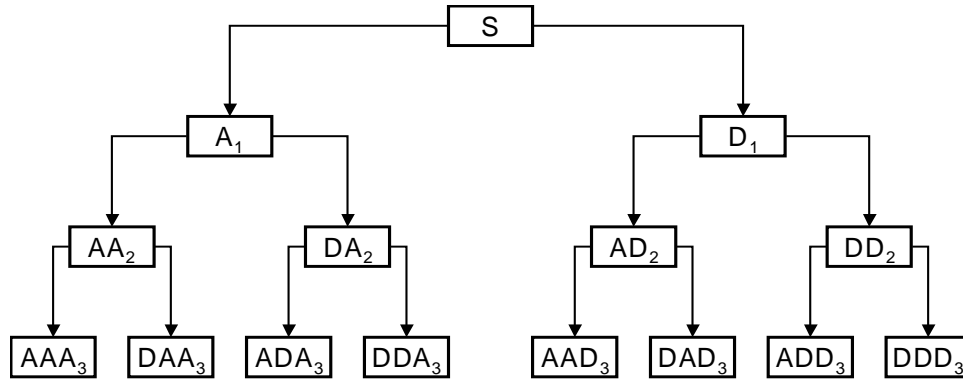 S
A₁ D₁
AA₂ DA₂ AD₂ DD₂
AAA₃ DAA₃ ADA₃ DDA₃ AAD₃ DAD₃ ADD₃ DDD₃